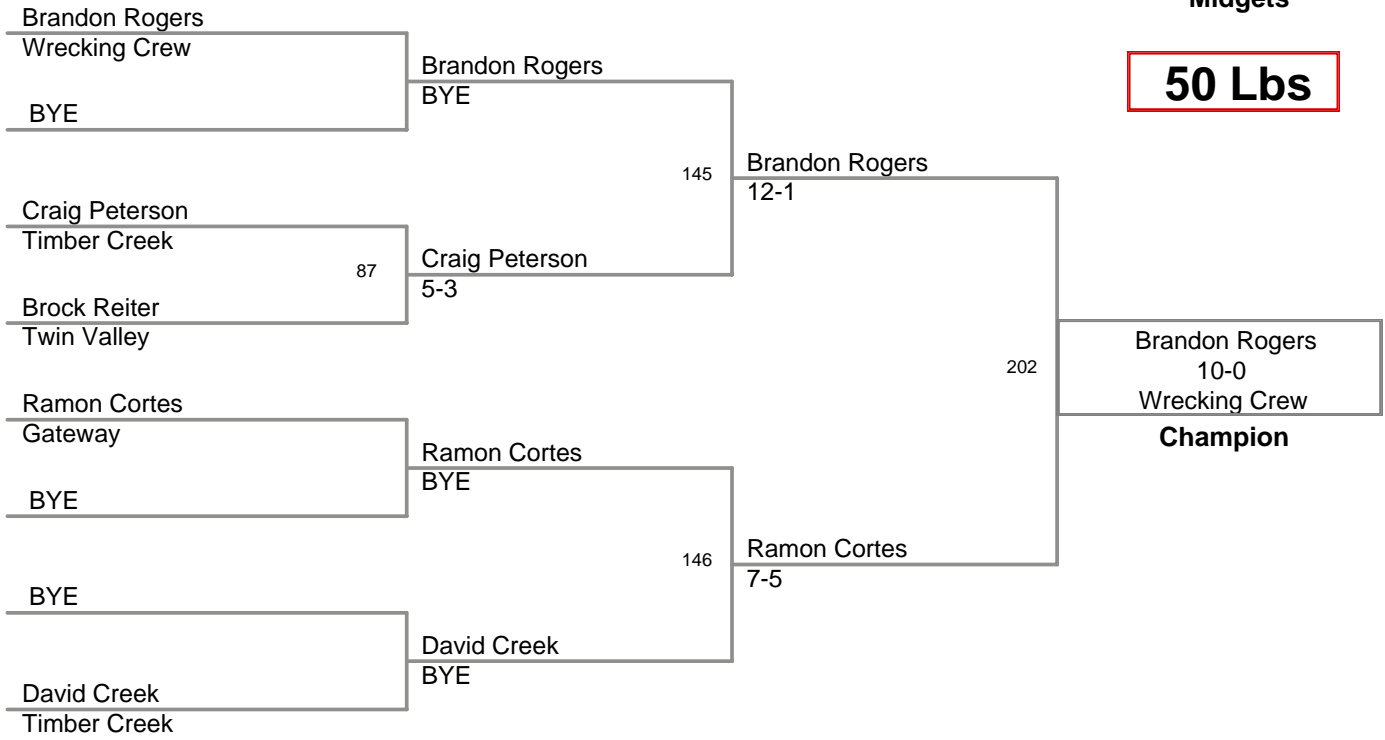 Midgets
50 Lbs
Brandon Rogers
Wrecking Crew
BYE
Craig Peterson
Timber Creek
87
Brock Reiter
Twin Valley
Ramon Cortes
Gateway
BYE
BYE
David Creek
Timber Creek
Brandon Rogers
BYE
145
Craig Peterson
5-3
Ramon Cortes
BYE
146
David Creek
BYE
Brandon Rogers
12-1
202
Ramon Cortes
7-5
Brandon Rogers
10-0
Wrecking Crew
Champion